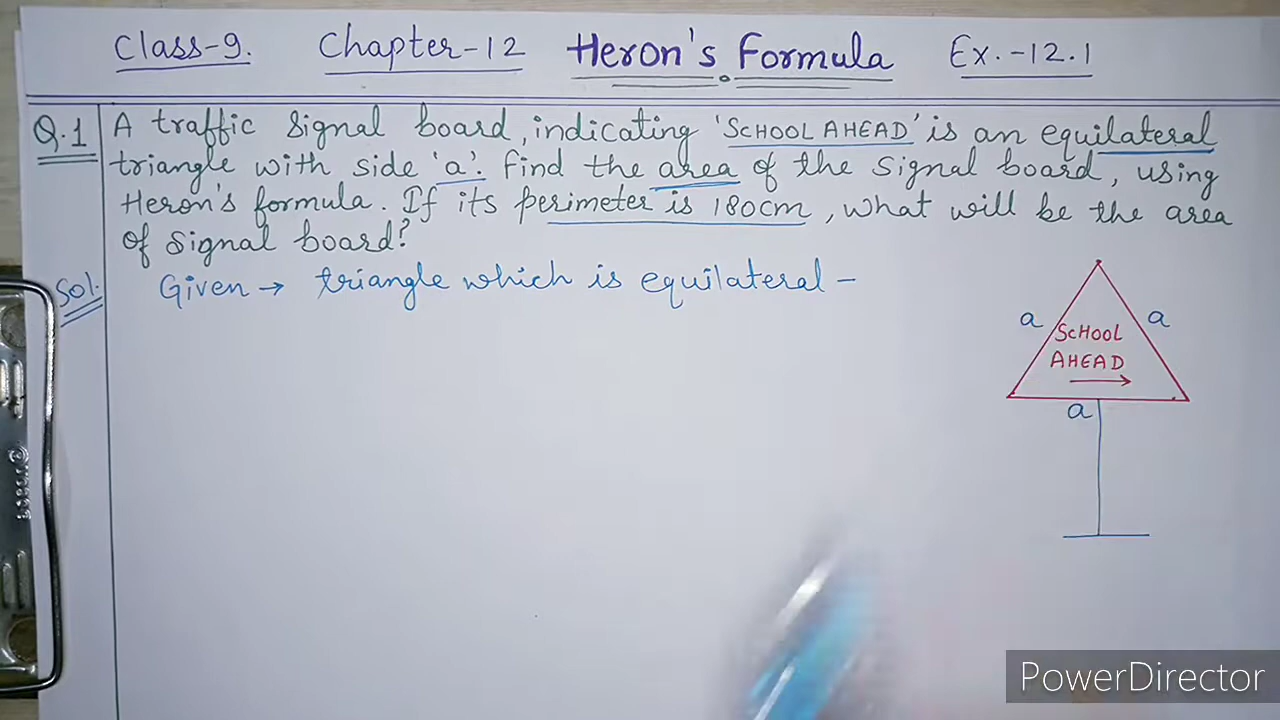 Class-9. Chapter-12 Heron's Formula Ex.-12.1
Q.1 A traffic signal board, indicating 'SCHOOL AHEAD' is an equilateral
triangle with side 'a'. Find the area of the signal board, using
Heron's formula. If its perimeter is 180cm, what will be the area
of signal board?
Sol. Given → triangle which is equilateral -
a
a
SCHOOL
AHEAD
a
PowerDirector